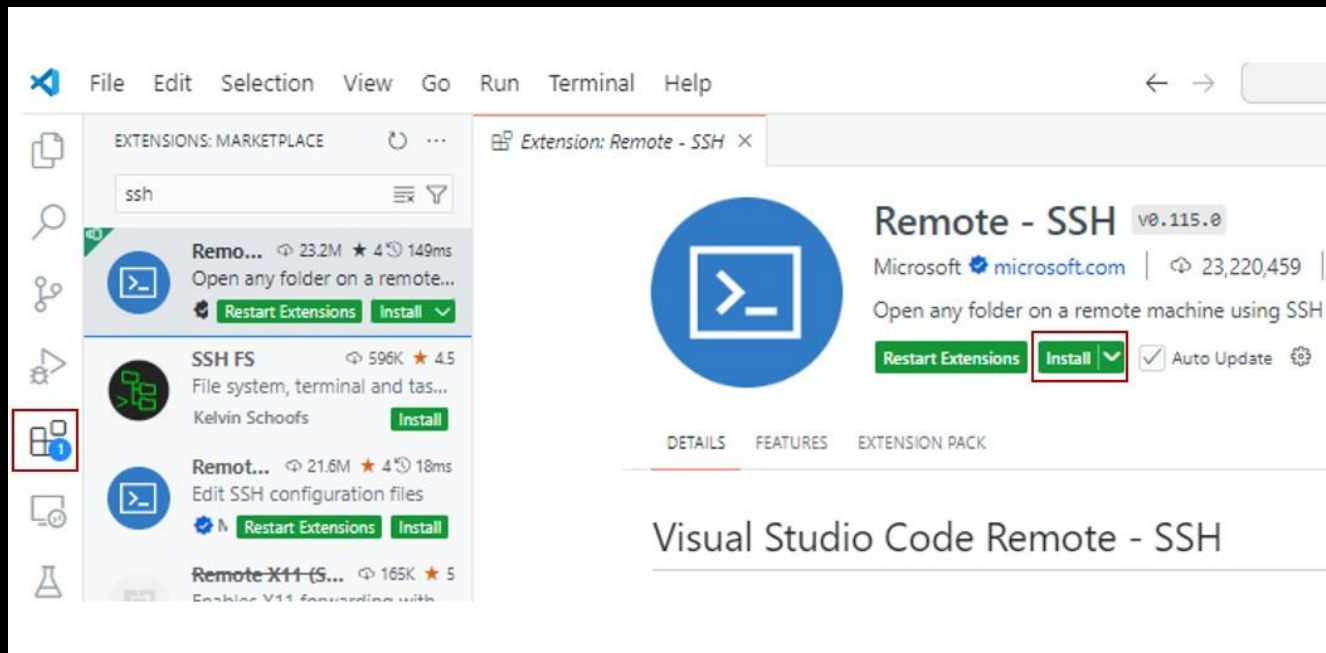 File Edit Selection View Go Run Terminal Help
EXTENSIONS: MARKETPLACE
ssh
Remo... 23.2M ★ 4 149ms
Open any folder on a remote...
Restart Extensions Install
SSH FS 596K ★ 4.5
File system, terminal and tas...
Kelvin Schoofs Install
1
Remot... 21.6M ★ 4 18ms
Edit SSH configuration files
Restart Extensions Install
Remote X11 (S... 165K ★ 5
Enables X11 forwarding with
Extension: Remote - SSH ×
Remote - SSH v0.115.0
Microsoft microsoft.com | 23,220,459 |
Open any folder on a remote machine using SSH
Restart Extensions Install Auto Update
DETAILS FEATURES EXTENSION PACK
Visual Studio Code Remote - SSH